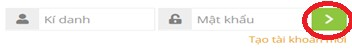 Kí danh Mật khẩu
Tạo tài khoản mới